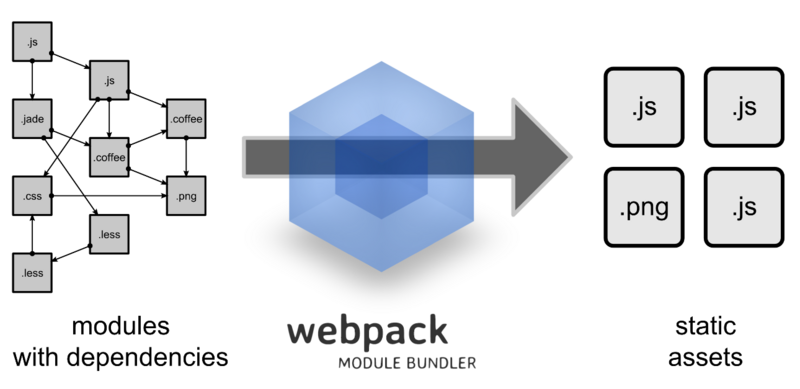 .js
.js
.jade
.coffee
.coffee
.css
.png
.less
.less
modules
with dependencies
webpack
MODULE BUNDLER
.js
.js
.png
.js
static
assets